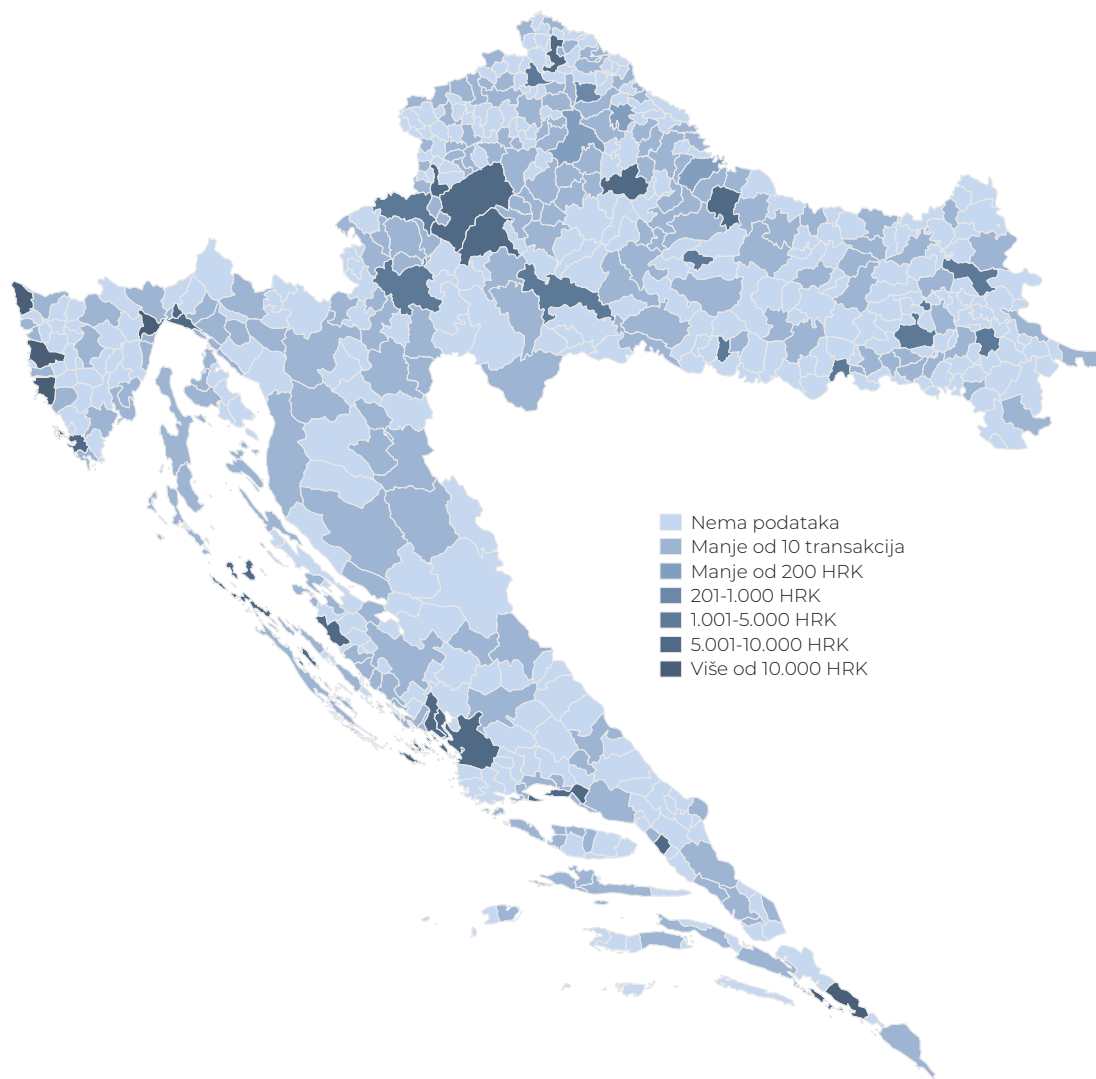 Nema podataka
Manje od 10 transakcija
Manje od 200 HRK
201-1.000 HRK
1.001-5.000 HRK
5.001-10.000 HRK
Više od 10.000 HRK